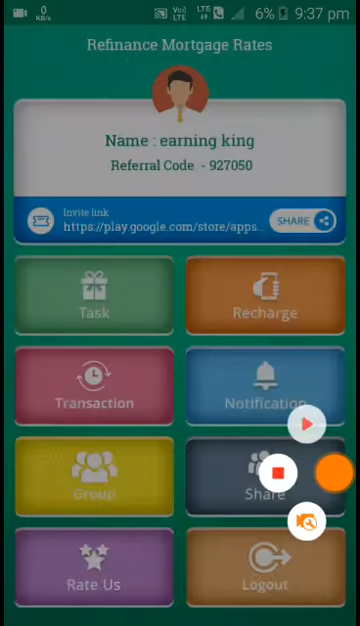 0
KB/s
Vo))
LTE
LTE
6%
9:37 pm
Refinance Mortgage Rates
Name : earning king
Referral Code - 927050
Invite link
https://play.google.com/store/apps...
SHARE
Task
Recharge
Transaction
Notification
Group
Share
Rate Us
Logout